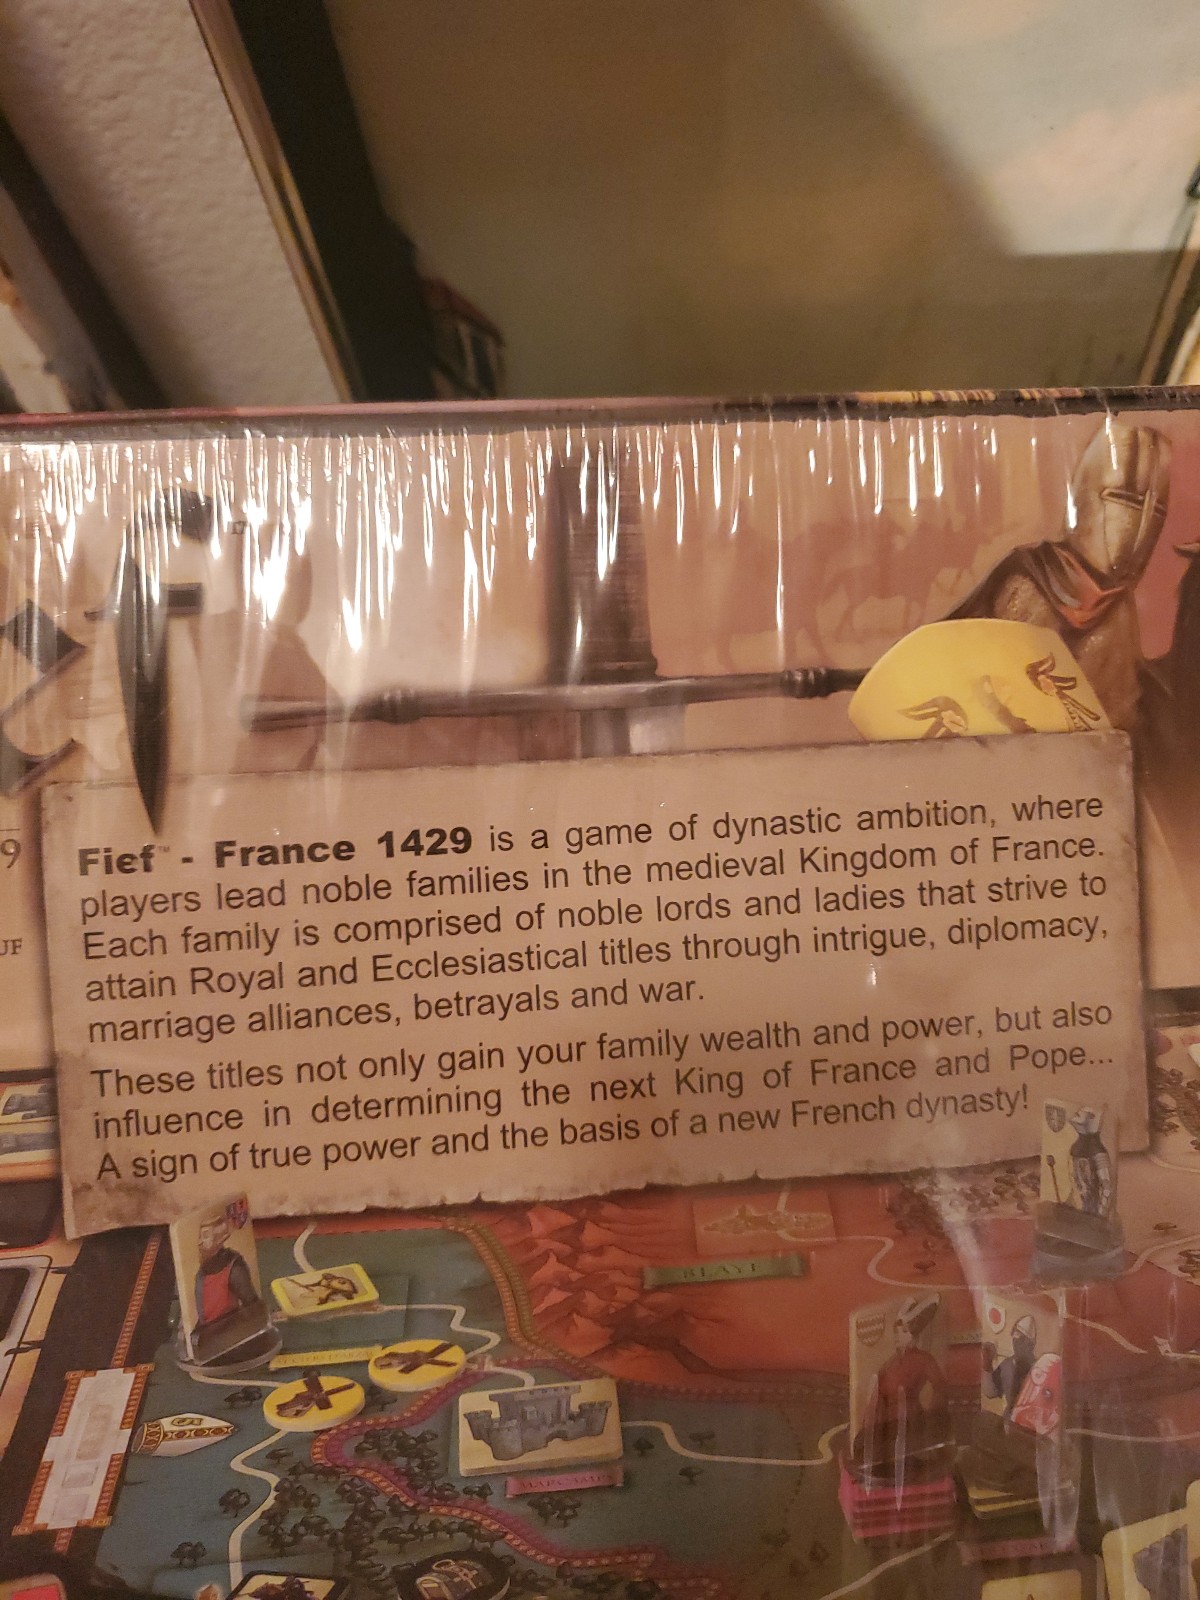 Fief™ - France 1429 is a game of dynastic ambition, where
players lead noble families in the medieval Kingdom of France.
Each family is comprised of noble lords and ladies that strive to
attain Royal and Ecclesiastical titles through intrigue, diplomacy,
marriage alliances, betrayals and war.
These titles not only gain your family wealth and power, but also
influence in determining the next King of France and Pope...
A sign of true power and the basis of a new French dynasty!
9
UF
BLAYE
MARCAMPS